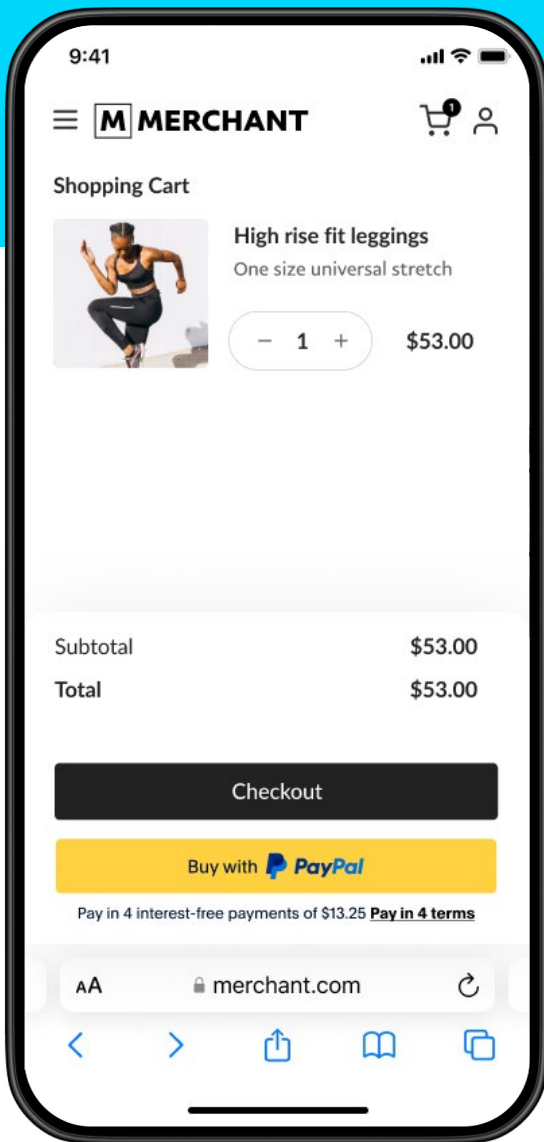 9:41
M MERCHANT
1
Shopping Cart
High rise fit leggings
One size universal stretch
− 1 + $53.00
Subtotal $53.00
Total $53.00
Checkout
Buy with PayPal
Pay in 4 interest-free payments of $13.25 Pay in 4 terms
AA merchant.com